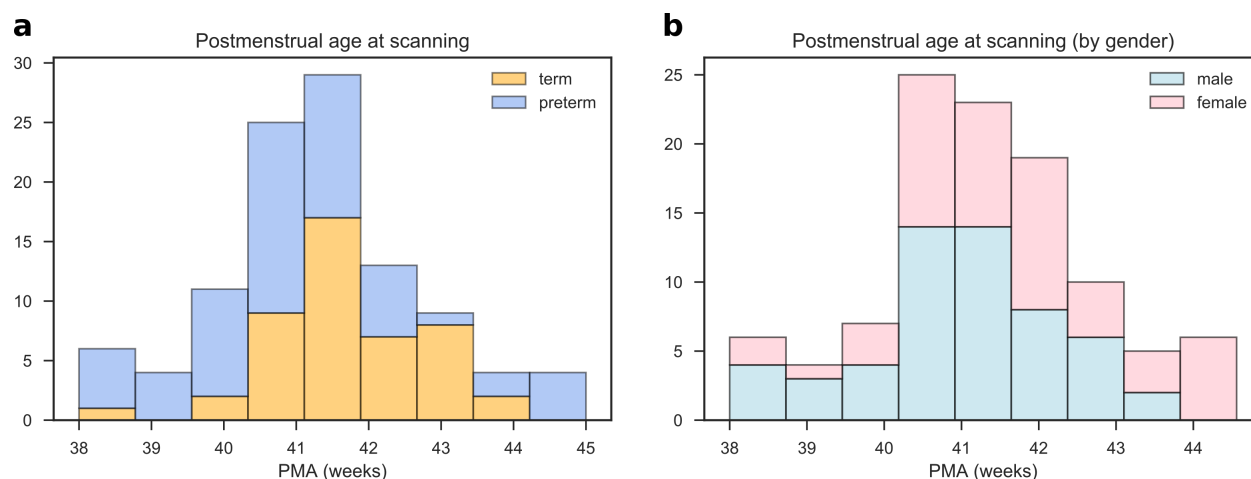 a
Postmenstrual age at scanning
30
25
20
15
10
5
0
term
preterm
38 39 40 41 42 43 44 45
PMA (weeks)
b
Postmenstrual age at scanning (by gender)
25
20
15
10
5
0
male
female
38 39 40 41 42 43 44
PMA (weeks)